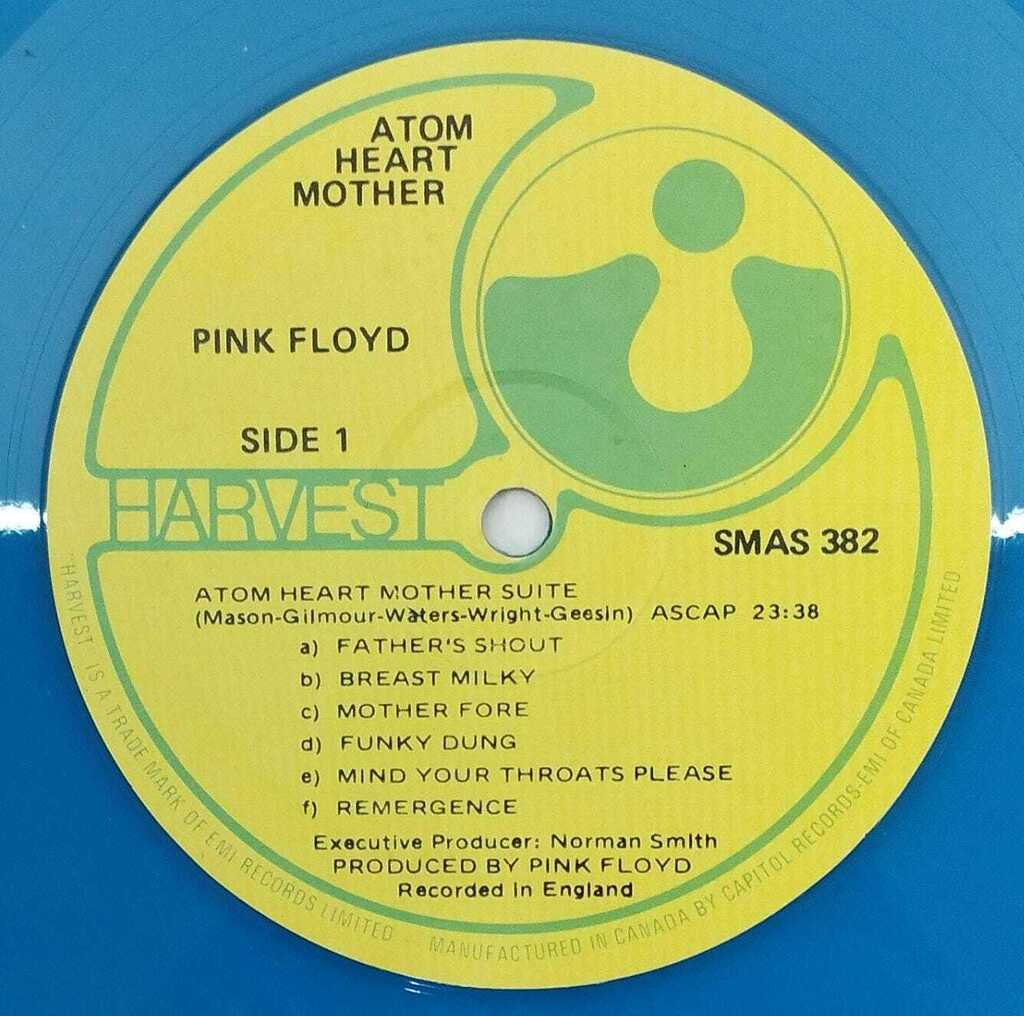 ATOM
HEART
MOTHER
PINK FLOYD
SIDE 1
HARVEST
SMAS 382
ATOM HEART MOTHER SUITE
(Mason-Gilmour-Waters-Wright-Geesin) ASCAP 23:38
a) FATHER'S SHOUT
b) BREAST MILKY
c) MOTHER FORE
d) FUNKY DUNG
e) MIND YOUR THROATS PLEASE
f) REMERGENCE
Executive Producer: Norman Smith
PRODUCED BY PINK FLOYD
Recorded in England
"HARVEST" IS A TRADE MARK OF EMI RECORDS LIMITED
MANUFACTURED IN CANADA BY CAPITOL RECORDS-EMI OF CANADA LIMITED